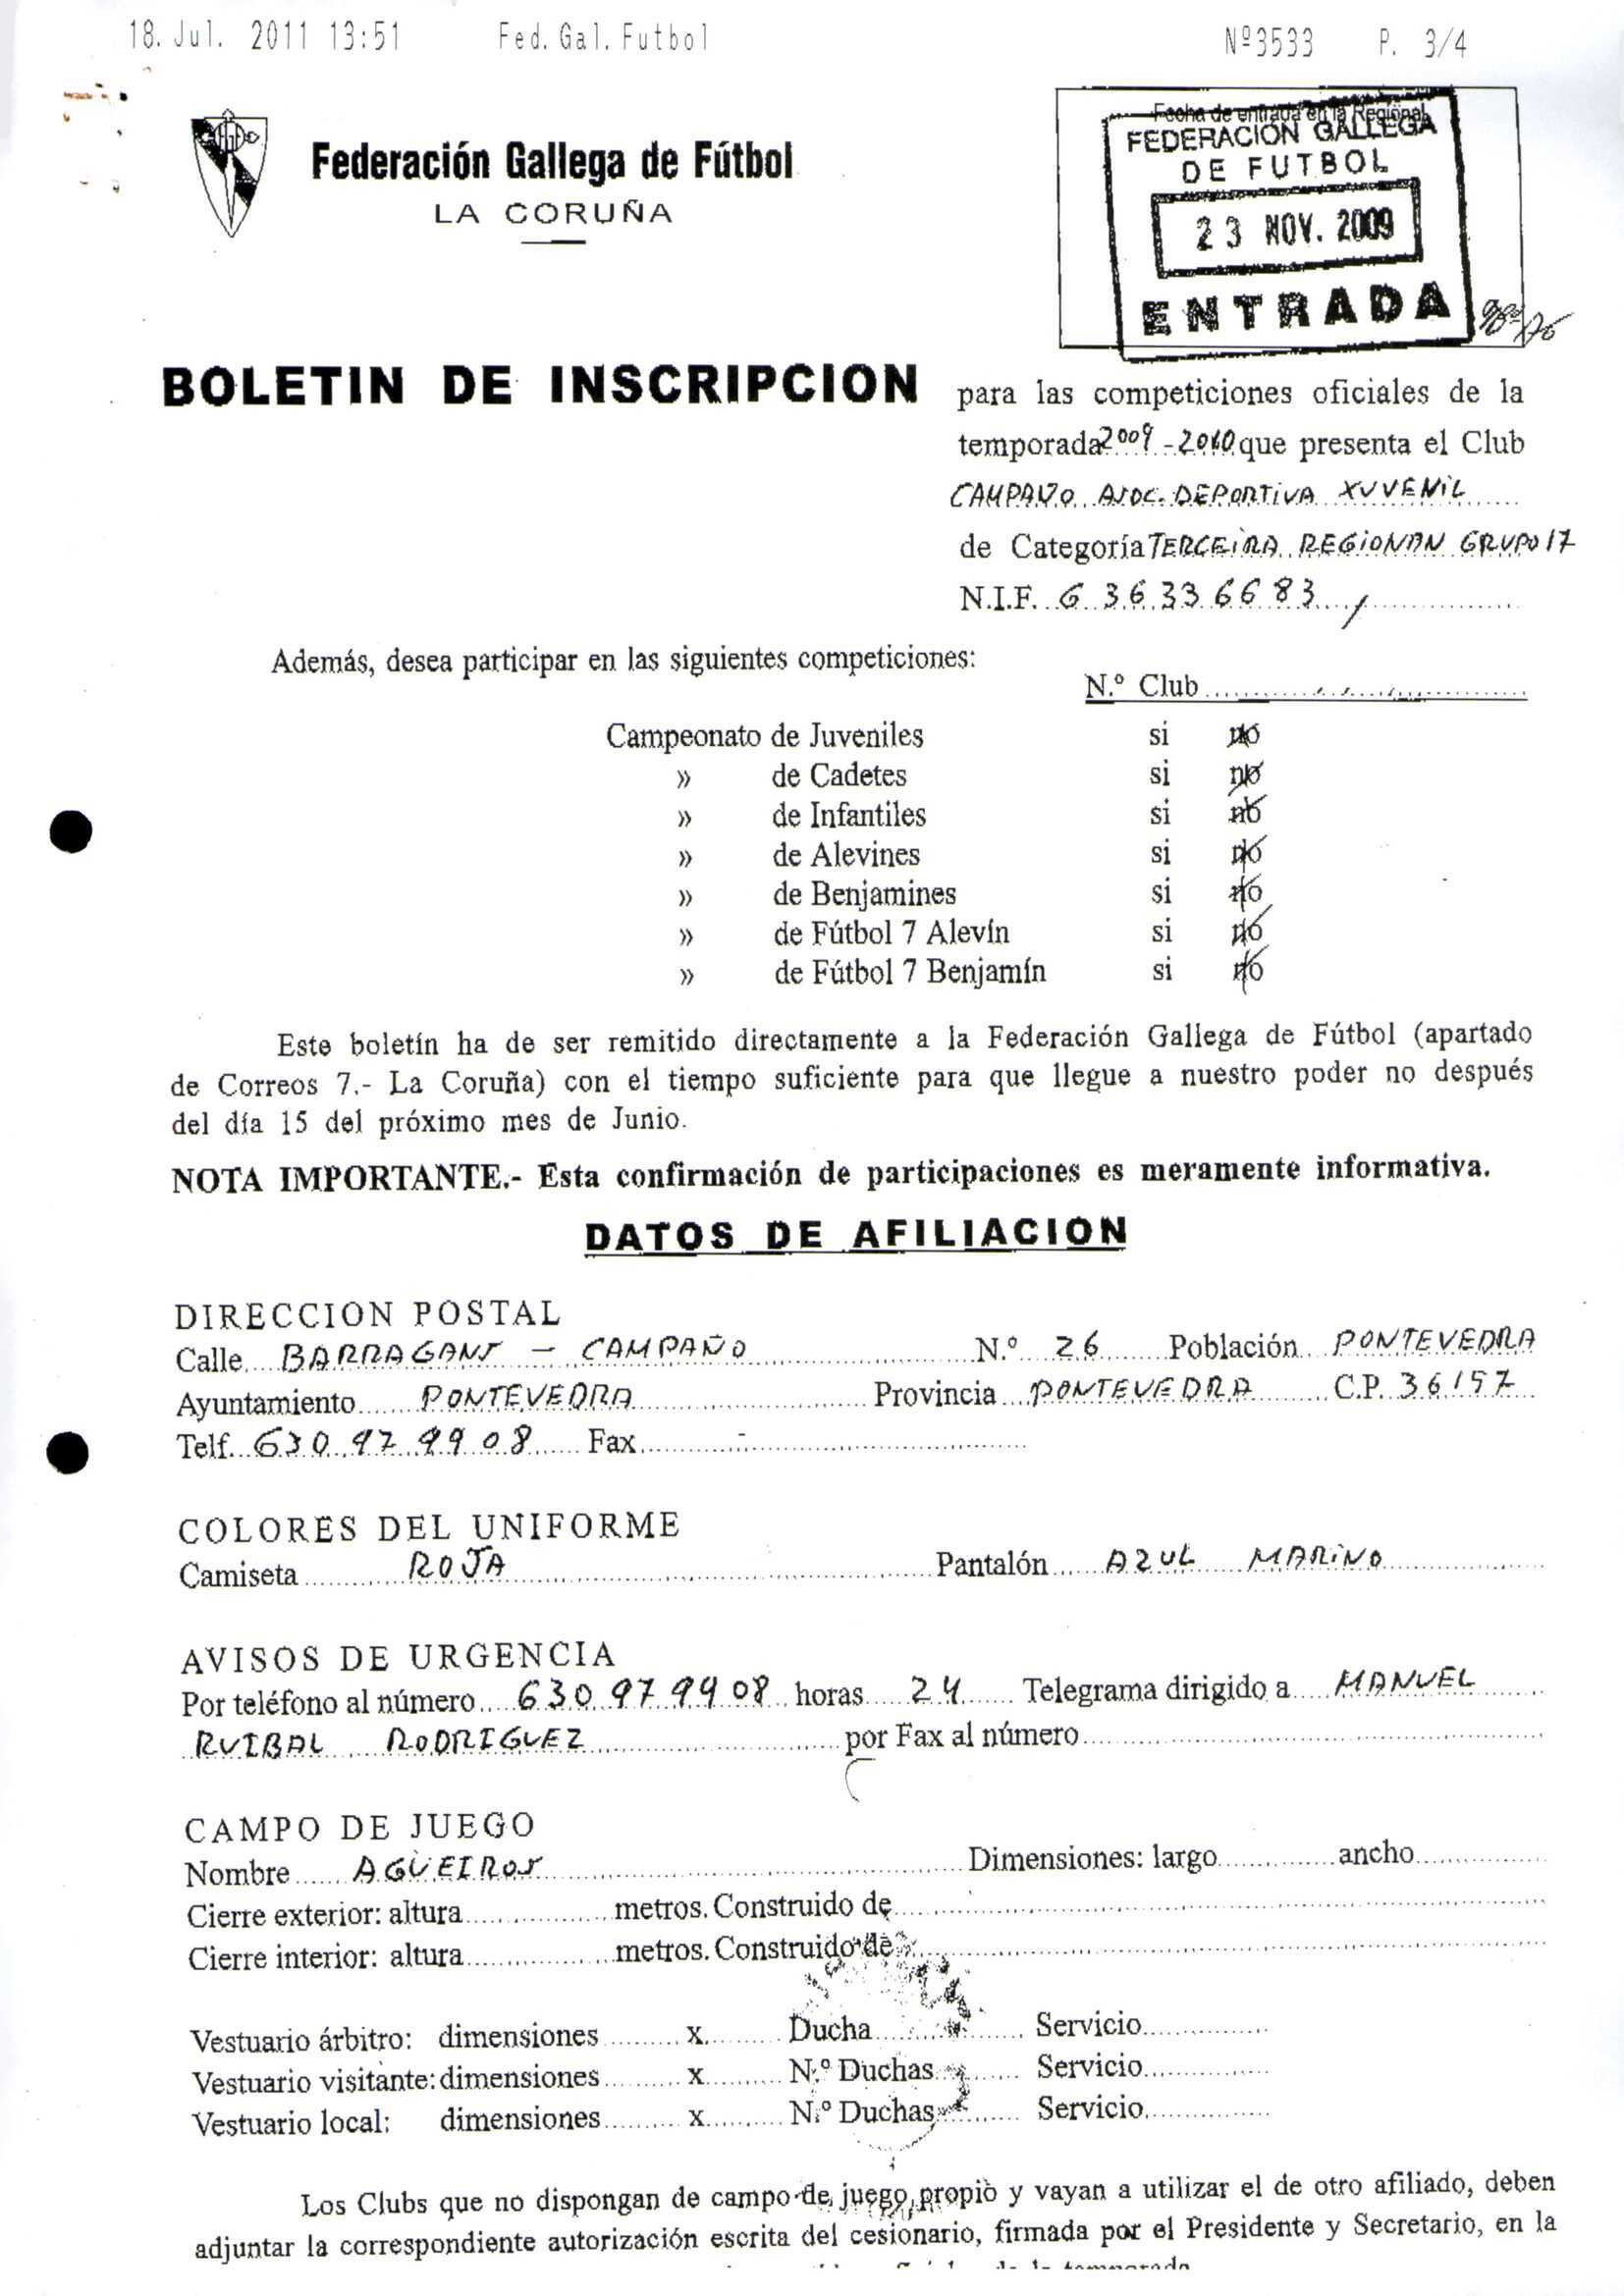 18. Jul. 2011 13:51 Fed. Gal. Futbol Nº3533 P. 3/4
Federación Gallega de Fútbol
LA CORUÑA
Fecha de entrada en la Regional
FEDERACION GALLEGA
DE FUTBOL
23 NOV. 2009
ENTRADA
BOLETIN DE INSCRIPCION para las competiciones oficiales de la
temporada 2009-2010 que presenta el Club
CAMPAÑO ASOC. DEPORTIVA XUVENIL
de Categoría TERCEIRA REGIONAN GRUPO 17
N.I.F. G 36336683
Además, desea participar en las siguientes competiciones:
N.º Club
Campeonato de Juveniles si no
» de Cadetes si no
» de Infantiles si no
» de Alevines si no
» de Benjamines si no
» de Fútbol 7 Alevín si no
» de Fútbol 7 Benjamín si no
Este boletín ha de ser remitido directamente a la Federación Gallega de Fútbol (apartado
de Correos 7.- La Coruña) con el tiempo suficiente para que llegue a nuestro poder no después
del día 15 del próximo mes de Junio.
NOTA IMPORTANTE.- Esta confirmación de participaciones es meramente informativa.
DATOS DE AFILIACION
DIRECCION POSTAL
Calle BARRAGANS - CAMPAÑO N.º 26 Población PONTEVEDRA
Ayuntamiento PONTEVEDRA Provincia PONTEVEDRA C.P. 36157
Telf. 630 97 99 08 Fax -
COLORES DEL UNIFORME
Camiseta ROJA Pantalón AZUL MARINO
AVISOS DE URGENCIA
Por teléfono al número 630 97 99 08 horas 24 Telegrama dirigido a MANUEL
RUIBAL RODRIGUEZ por Fax al número
CAMPO DE JUEGO
Nombre AGÜEIROS Dimensiones: largo ancho
Cierre exterior: altura metros. Construido de
Cierre interior: altura metros. Construido de
Vestuario árbitro: dimensiones x Ducha Servicio
Vestuario visitante: dimensiones x N.º Duchas Servicio
Vestuario local: dimensiones x N.º Duchas Servicio
Los Clubs que no dispongan de campo de juego propio y vayan a utilizar el de otro afiliado, deben
adjuntar la correspondiente autorización escrita del cesionario, firmada por el Presidente y Secretario, en la